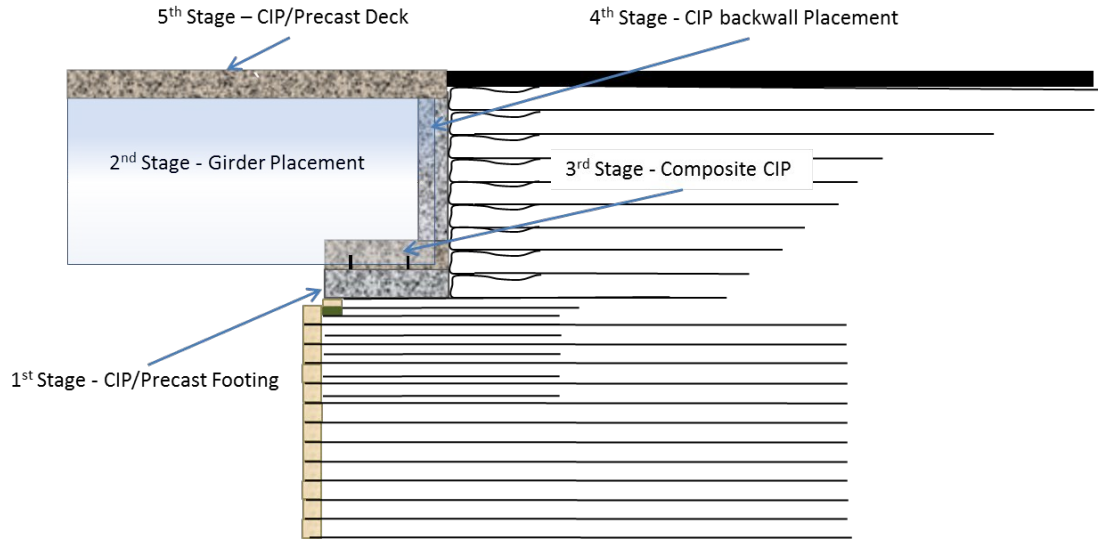 5th Stage – CIP/Precast Deck
4th Stage - CIP backwall Placement
2nd Stage - Girder Placement
3rd Stage - Composite CIP
1st Stage - CIP/Precast Footing